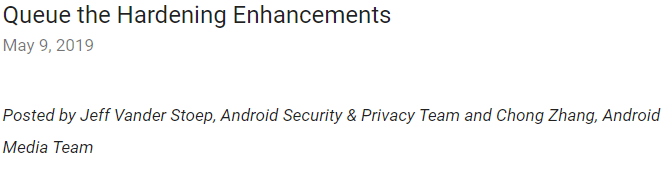 Queue the Hardening Enhancements
May 9, 2019
Posted by Jeff Vander Stoep, Android Security & Privacy Team and Chong Zhang, Android
Media Team